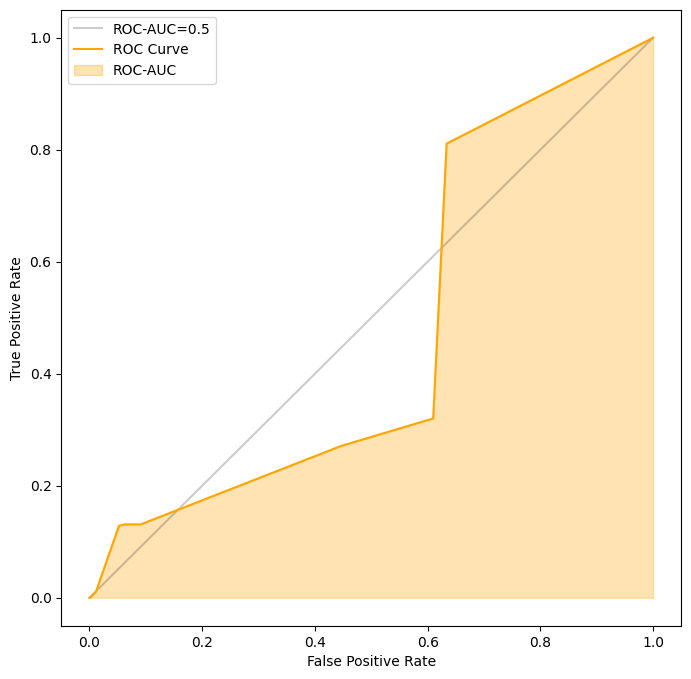 ROC-AUC=0.5
ROC Curve
ROC-AUC
1.0
0.8
0.6
0.4
0.2
0.0
True Positive Rate
0.0 0.2 0.4 0.6 0.8 1.0
False Positive Rate